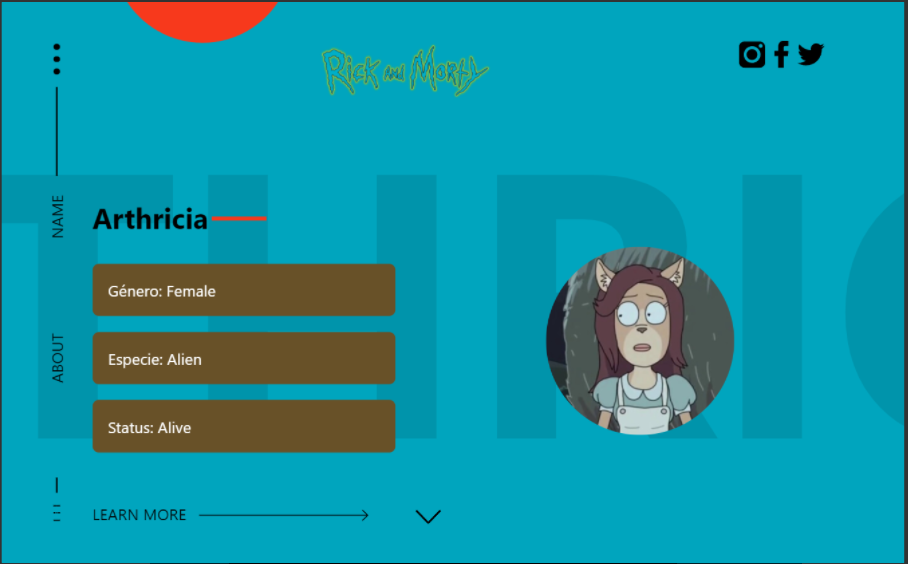 Rick and Morty
THRIC
NAME
Arthricia
Género: Female
Especie: Alien
ABOUT
Status: Alive
LEARN MORE